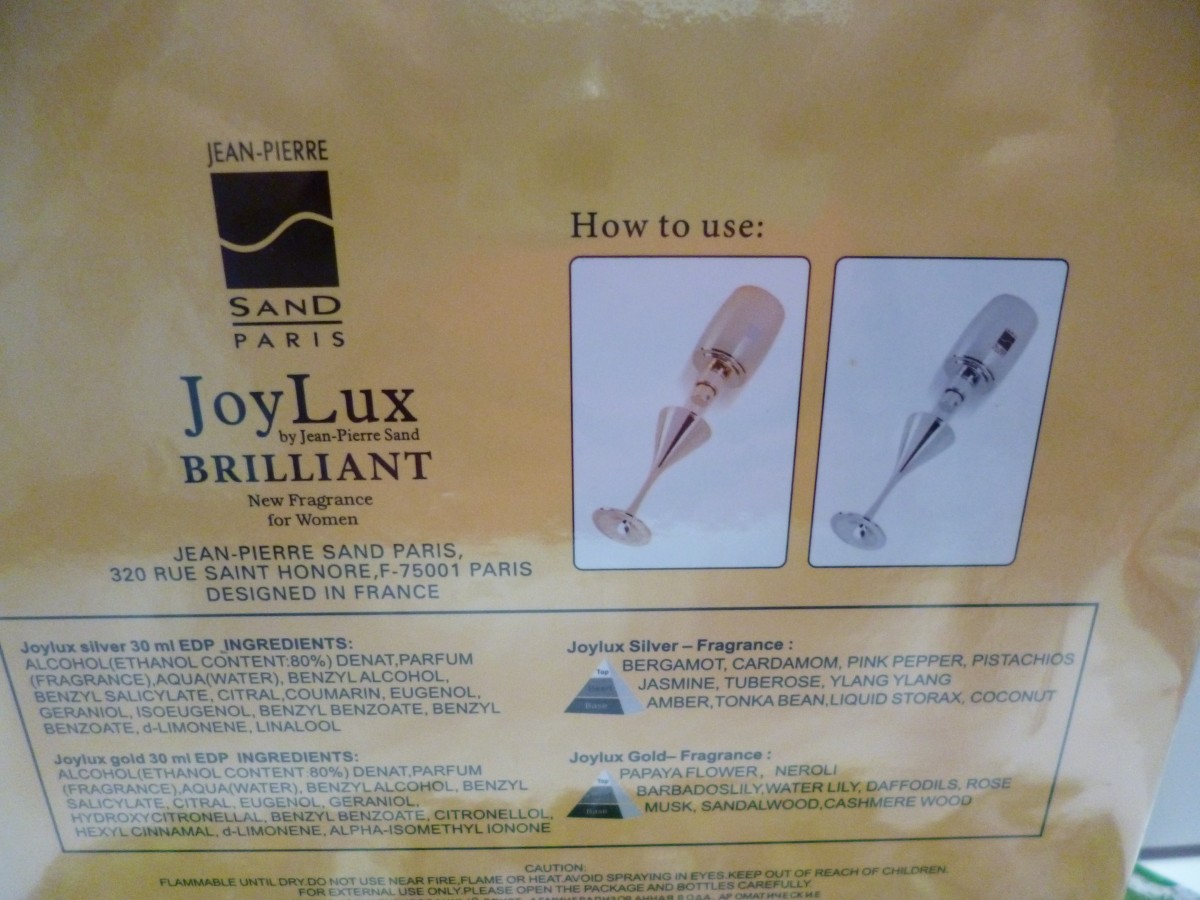 JEAN-PIERRE
SAND
PARIS
JoyLux
by Jean-Pierre Sand
BRILLIANT
New Fragrance
for Women
JEAN-PIERRE SAND PARIS,
320 RUE SAINT HONORE,F-75001 PARIS
DESIGNED IN FRANCE
How to use:
Joylux silver 30 ml EDP INGREDIENTS:
ALCOHOL(ETHANOL CONTENT:80%) DENAT,PARFUM
(FRAGRANCE),AQUA(WATER), BENZYL ALCOHOL,
BENZYL SALICYLATE, CITRAL,COUMARIN, EUGENOL,
GERANIOL, ISOEUGENOL, BENZYL BENZOATE, BENZYL
BENZOATE, d-LIMONENE, LINALOOL
Joylux Silver – Fragrance :
Top
BERGAMOT, CARDAMOM, PINK PEPPER, PISTACHIOS
Heart
JASMINE, TUBEROSE, YLANG YLANG
Base
AMBER,TONKA BEAN,LIQUID STORAX, COCONUT
Joylux gold 30 ml EDP INGREDIENTS:
ALCOHOL(ETHANOL CONTENT:80%) DENAT,PARFUM
(FRAGRANCE),AQUA(WATER), BENZYL ALCOHOL, BENZYL
SALICYLATE, CITRAL, EUGENOL, GERANIOL,
HYDROXYCITRONELLAL, BENZYL BENZOATE, CITRONELLOL,
HEXYL CINNAMAL, d-LIMONENE, ALPHA-ISOMETHYL IONONE
Joylux Gold– Fragrance :
Top
PAPAYA FLOWER, NEROLI
BARBADOSLILY,WATER LILY, DAFFODILS, ROSE
Base
MUSK, SANDALWOOD,CASHMERE WOOD
CAUTION:
FLAMMABLE UNTIL DRY.DO NOT USE NEAR FIRE,FLAME OR HEAT.AVOID SPRAYING IN EYES.KEEP OUT OF REACH OF CHILDREN.
FOR EXTERNAL USE ONLY.PLEASE OPEN THE PACKAGE AND BOTTLES CAREFULLY.